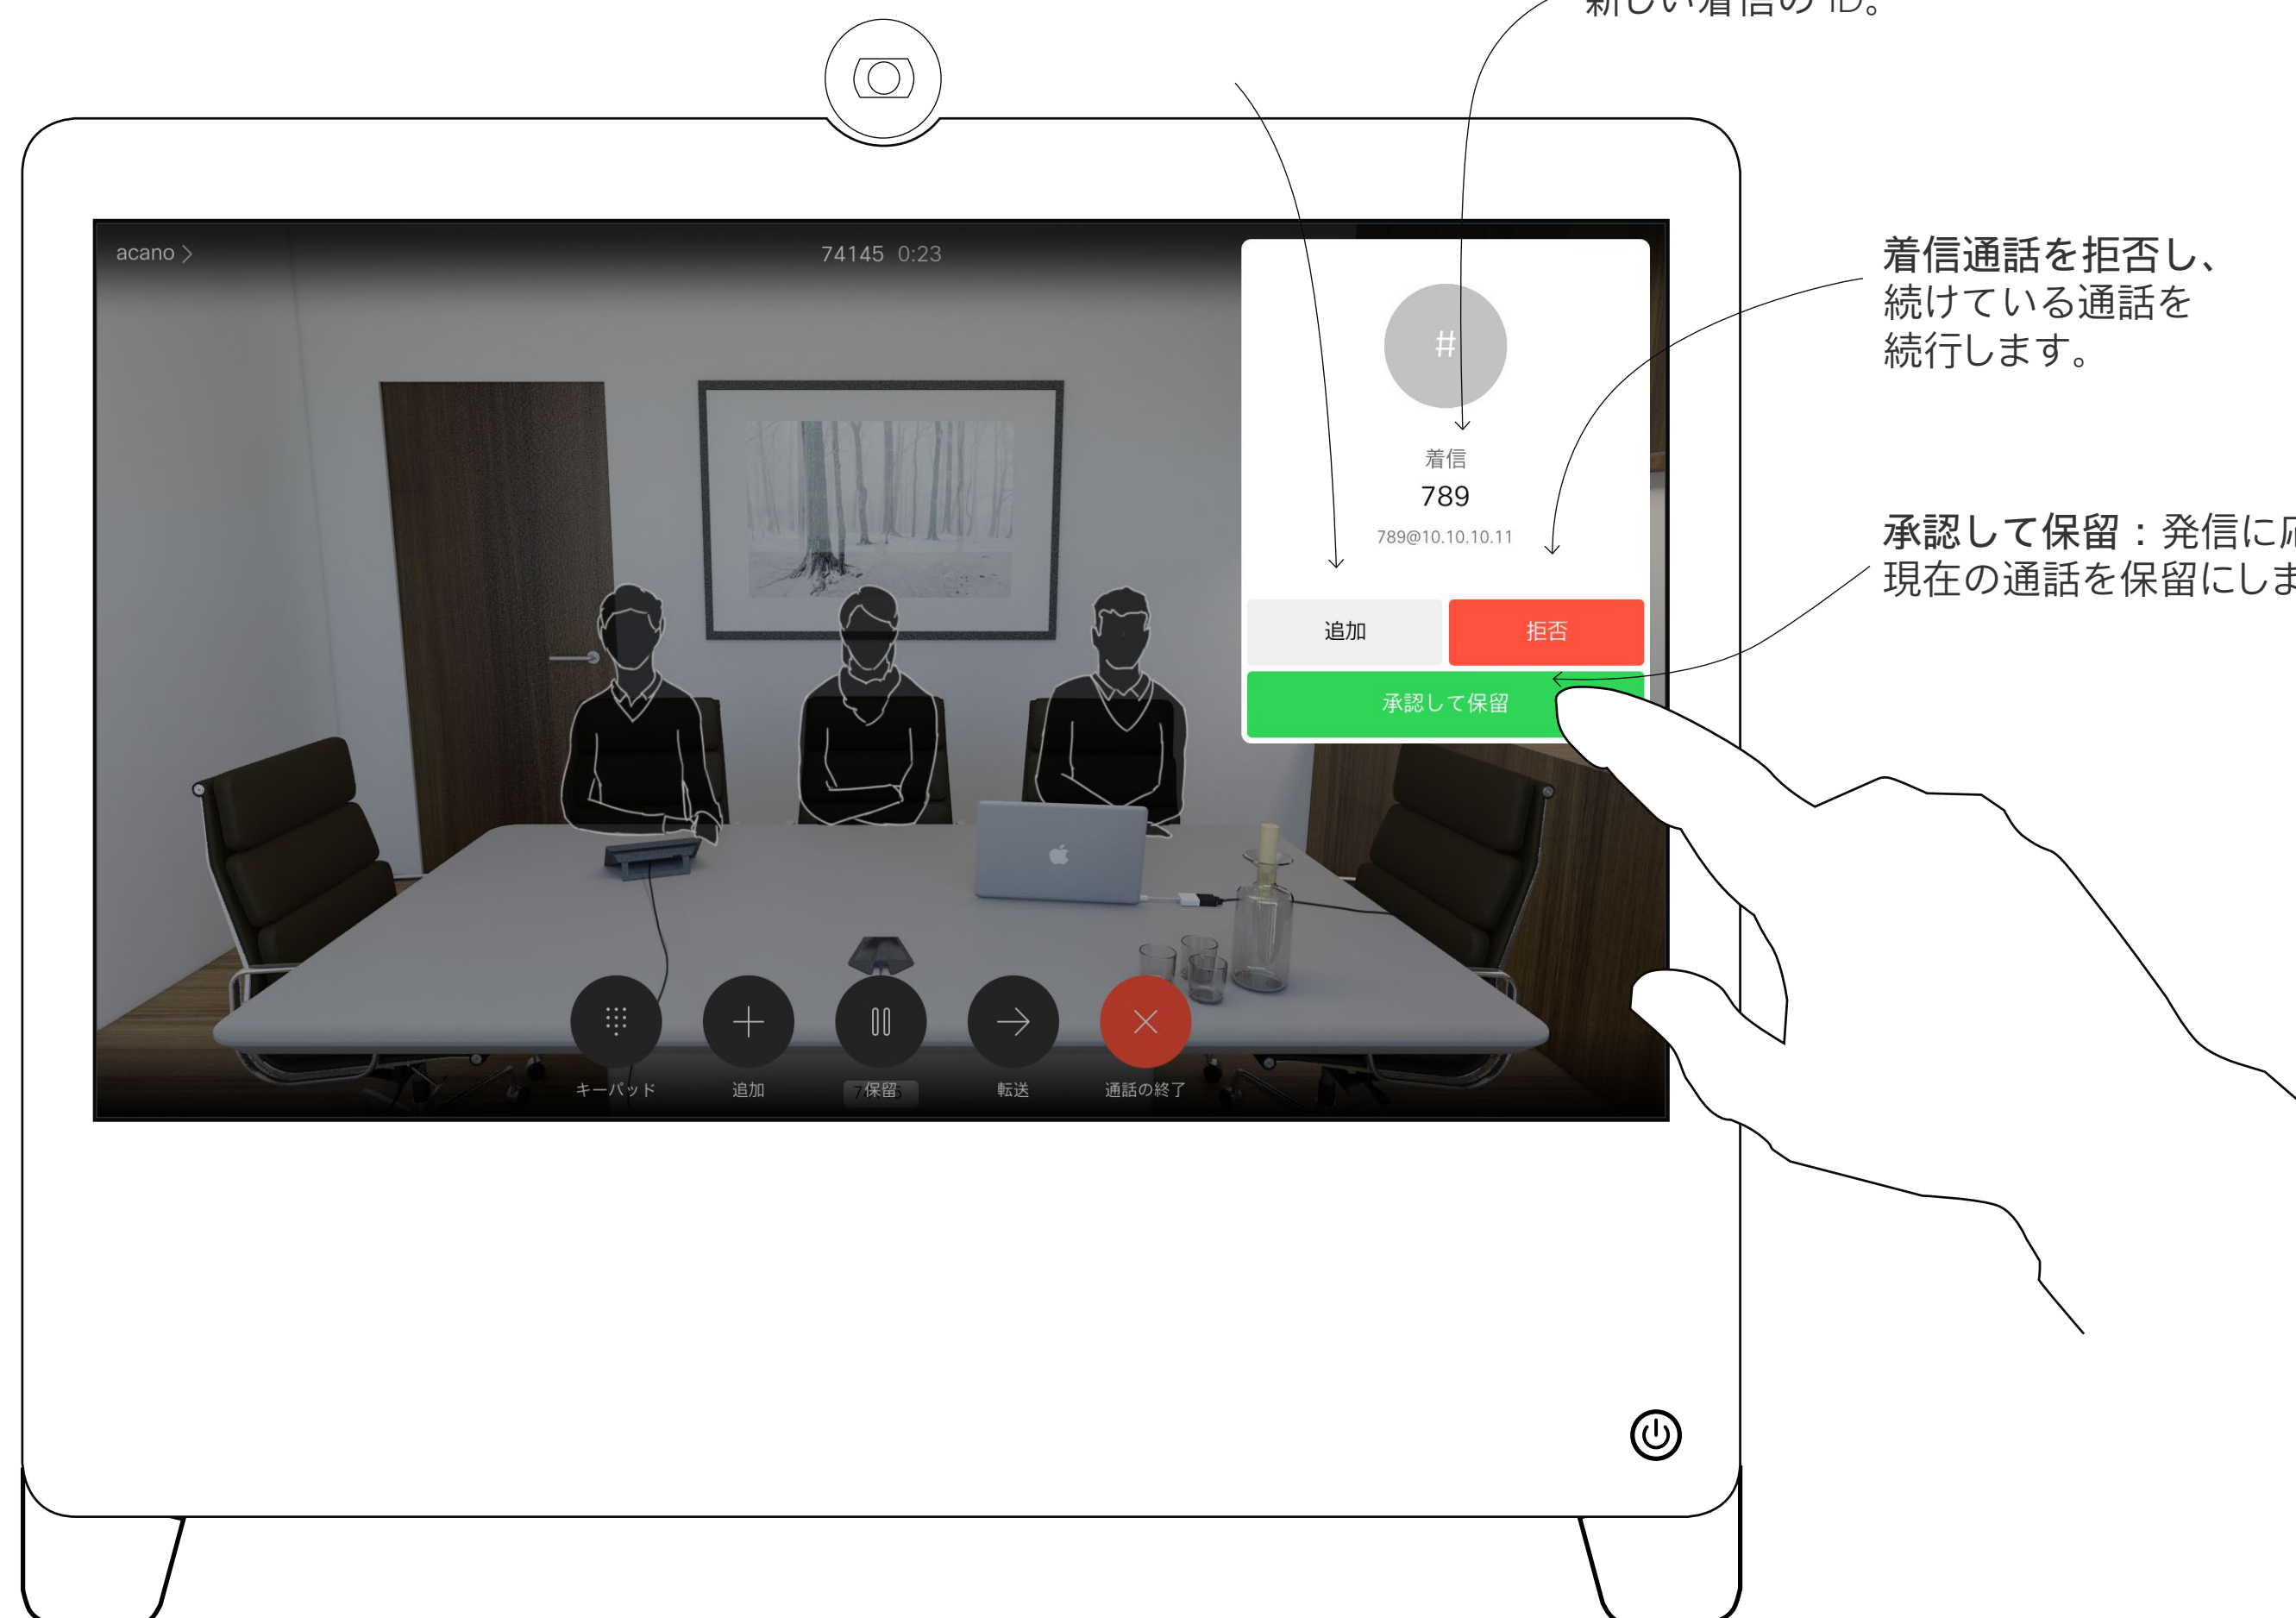 新しい着信の ID。
acano >
74145 0:23
#
着信
789
789@10.10.10.11
追加
拒否
承認して保留
着信通話を拒否し、
続けている通話を
続行します。
承認して保留：発信に
現在の通話を保留にしま
キーパッド
追加
保留
転送
通話の終了